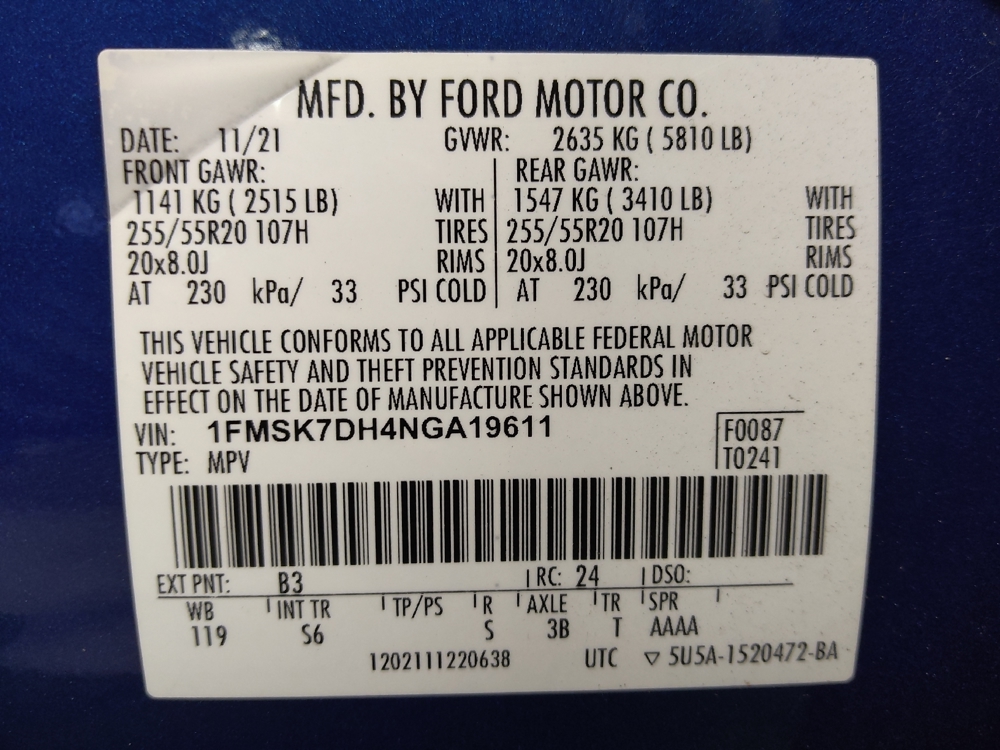 MFD. BY FORD MOTOR CO.
DATE: 11/21 GVWR: 2635 KG ( 5810 LB)
FRONT GAWR: REAR GAWR:
1141 KG ( 2515 LB) WITH 1547 KG ( 3410 LB) WITH
255/55R20 107H TIRES 255/55R20 107H TIRES
20x8.0J RIMS 20x8.0J RIMS
AT 230 kPa/ 33 PSI COLD AT 230 kPa/ 33 PSI COLD
THIS VEHICLE CONFORMS TO ALL APPLICABLE FEDERAL MOTOR
VEHICLE SAFETY AND THEFT PREVENTION STANDARDS IN
EFFECT ON THE DATE OF MANUFACTURE SHOWN ABOVE.
VIN: 1FMSK7DH4NGA19611 F0087
TYPE: MPV T0241
EXT PNT: B3 RC: 24 DSO:
WB INT TR TP/PS R AXLE TR SPR
119 S6 S 3B T AAAA
1202111220638 UTC ▽ 5U5A-1520472-BA